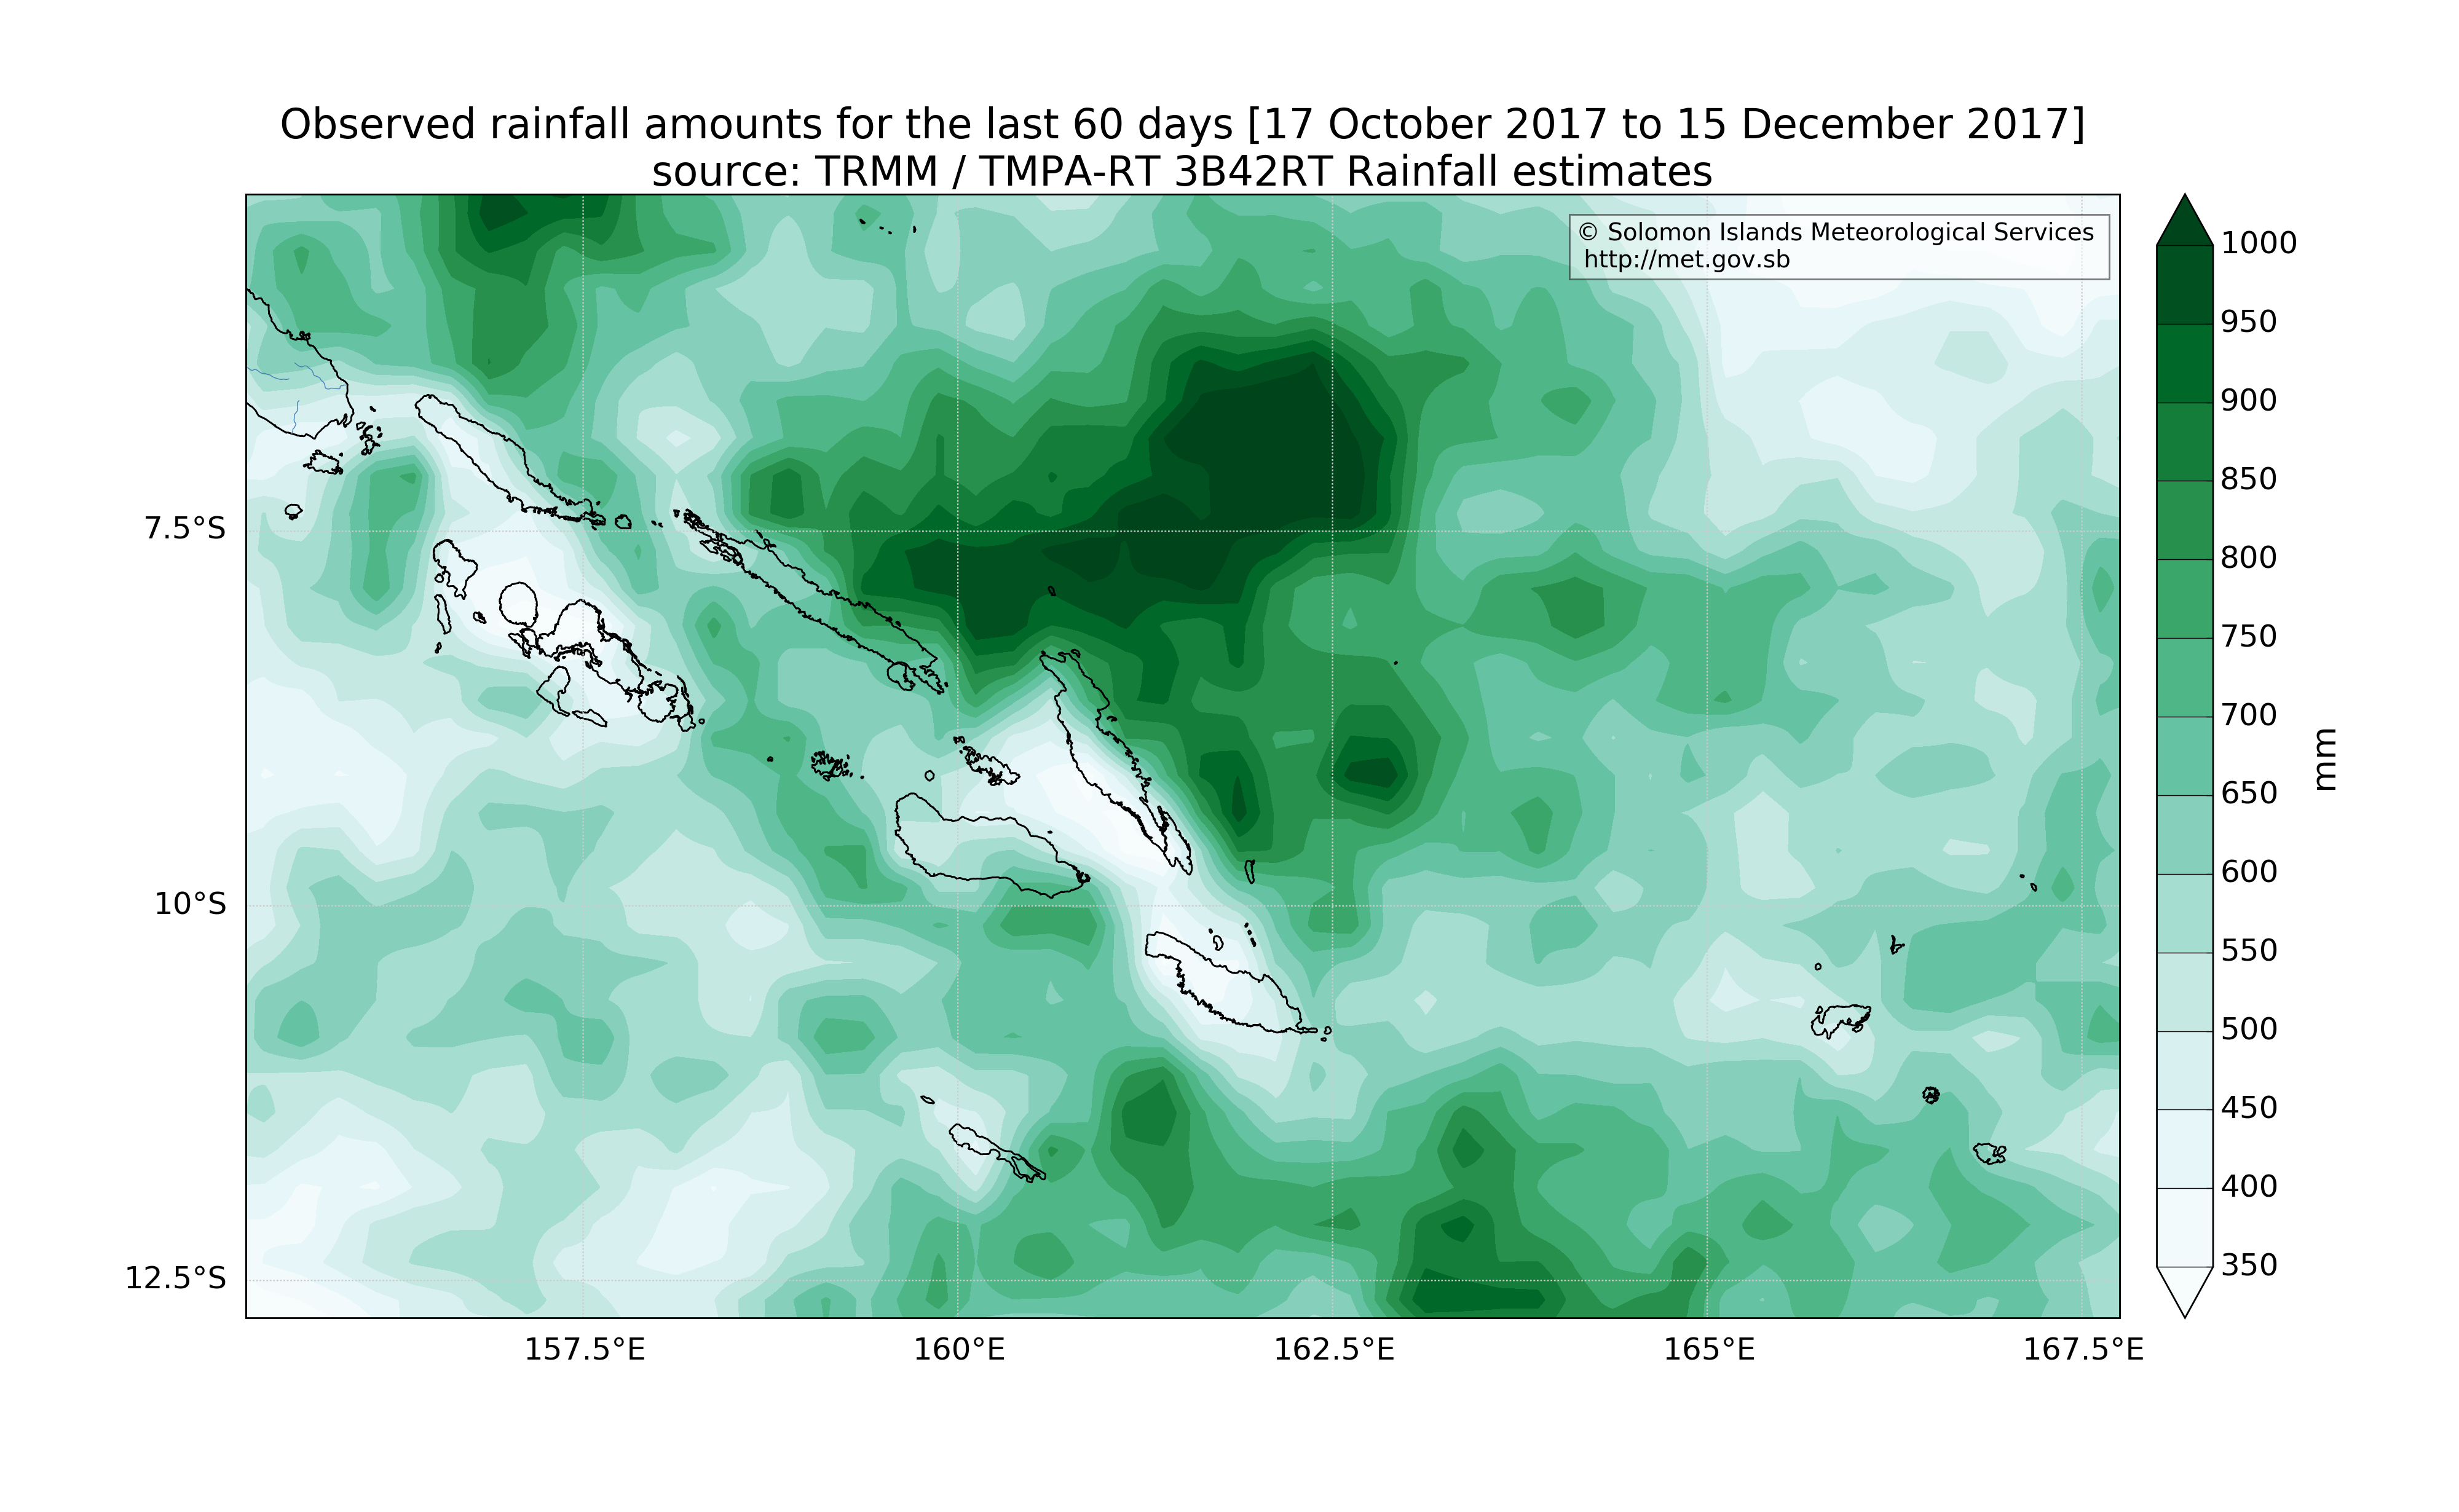 Observed rainfall amounts for the last 60 days [17 October 2017 to 15 December 2017]
source: TRMM / TMPA-RT 3B42RT Rainfall estimates
© Solomon Islands Meteorological Services
http://met.gov.sb
7.5°S
10°S
12.5°S
157.5°E
160°E
162.5°E
165°E
167.5°E
1000
950
900
850
800
750
700
650
600
550
500
450
400
350
mm